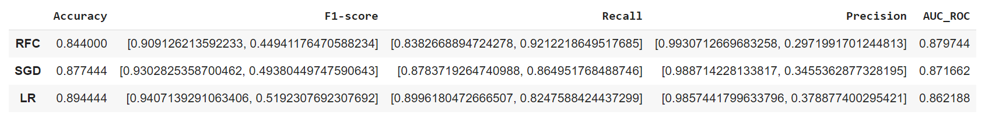 Accuracy F1-score Recall Precision AUC_ROC
RFC 0.844000 [0.909126213592233, 0.44941176470588234] [0.8382668894724278, 0.9212218649517685] [0.9930712669683258, 0.2971991701244813] 0.879744
SGD 0.877444 [0.9302825358700462, 0.49380449747590643] [0.8783719264740988, 0.864951768488746] [0.988714228133817, 0.3455362877328195] 0.871662
LR 0.894444 [0.9407139291063406, 0.5192307692307692] [0.8996180472666507, 0.8247588424437299] [0.9857441799633796, 0.378877400295421] 0.862188